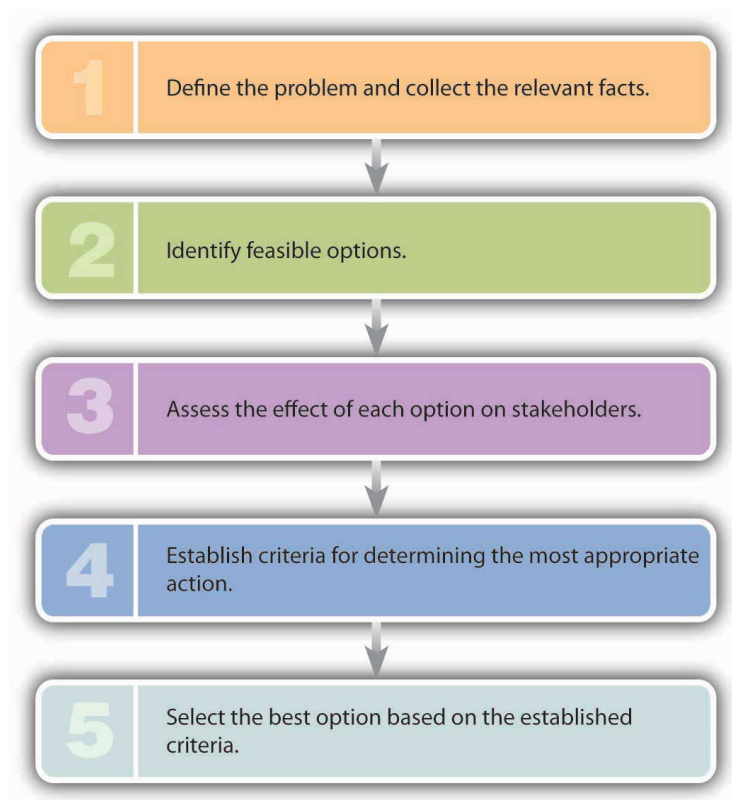 1
Define the problem and collect the relevant facts.
2
Identify feasible options.
3
Assess the effect of each option on stakeholders.
4
Establish criteria for determining the most appropriate
action.
5
Select the best option based on the established
criteria.